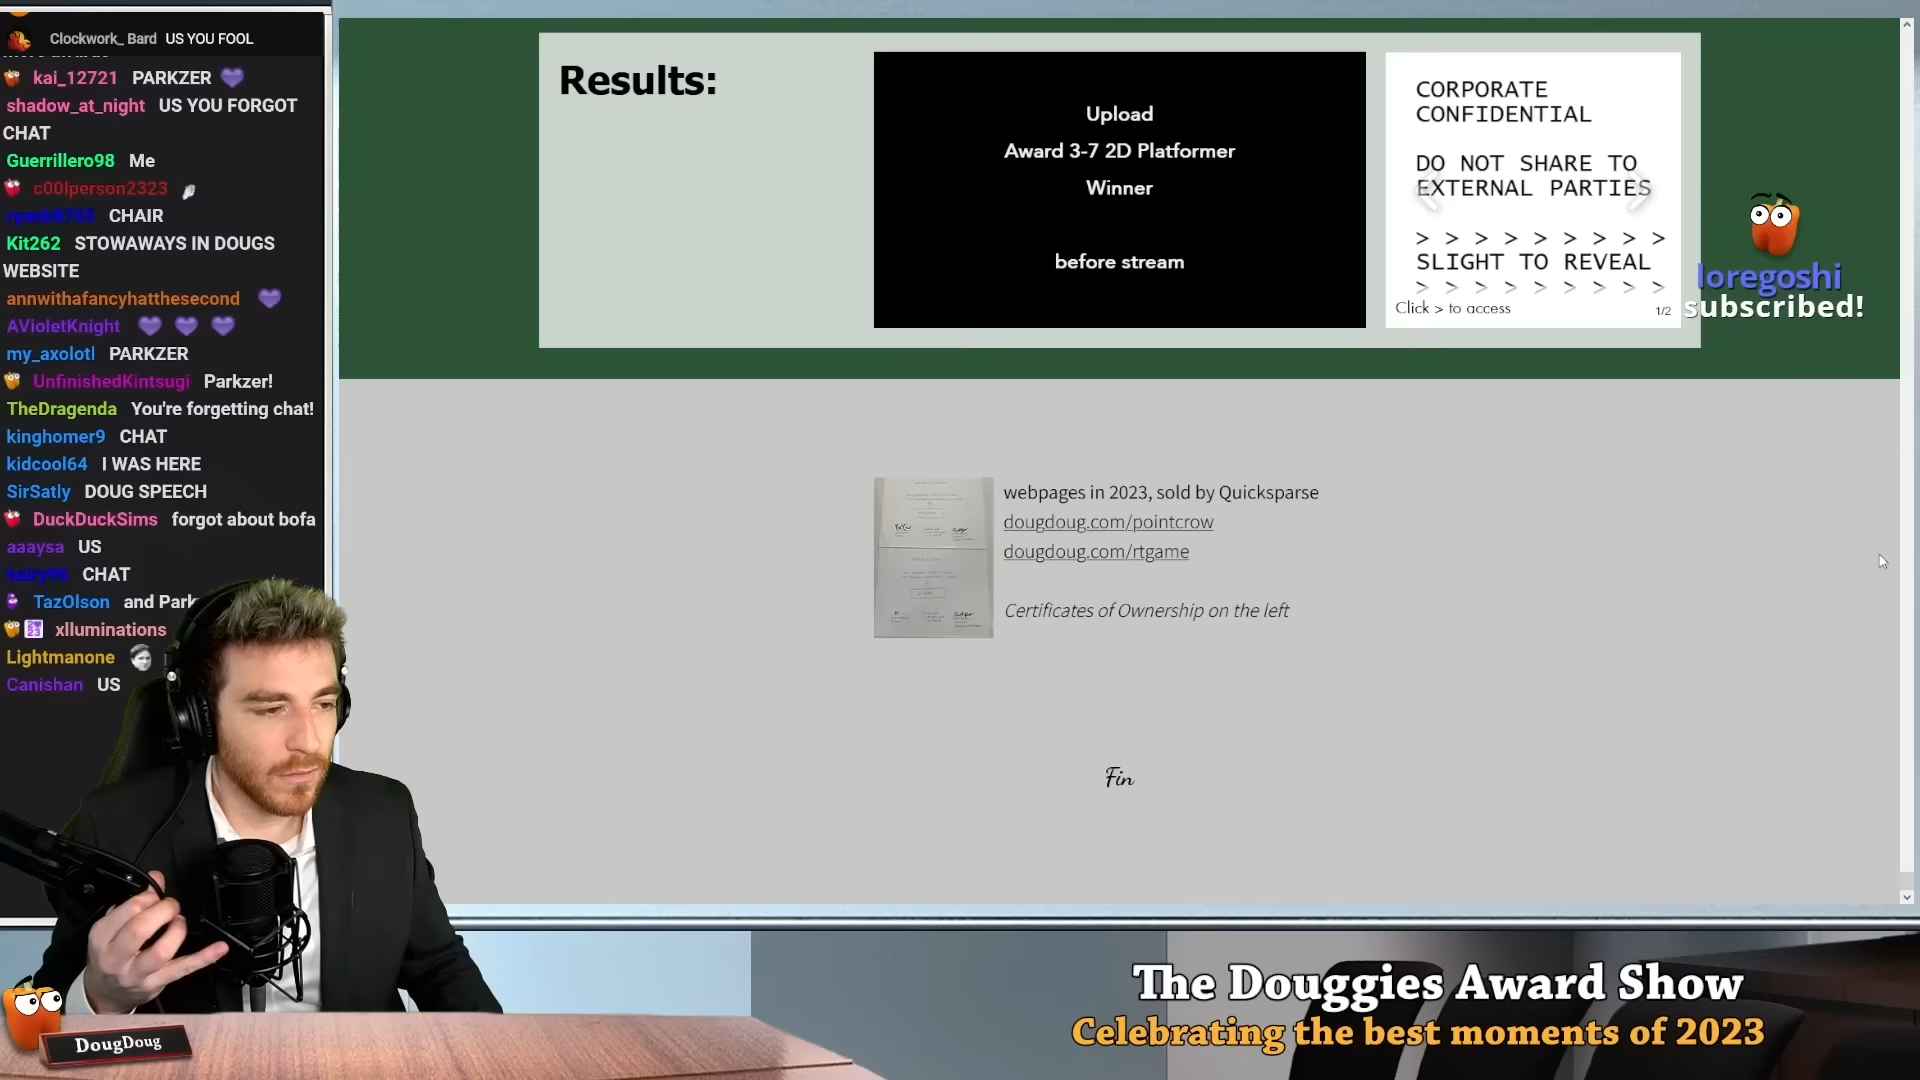 Clockwork_Bard US YOU FOOL
kai_12721 PARKZER
shadow_at_night US YOU FORGOT
CHAT
Guerrillero98 Me
c00lperson2323
CHAIR
Kit262 STOWAWAYS IN DOUGS
WEBSITE
annwithafancyhatthesecond
AVioletKnight
my_axolotl PARKZER
UnfinishedKintsugi Parkzer!
TheDragenda You're forgetting chat!
kinghomer9 CHAT
kidcool64 I WAS HERE
SirSatly DOUG SPEECH
DuckDuckSims forgot about bofa
aaaysa US
CHAT
TazOlson and
xIluminations
Lightmanone
Canishan US
Results:
Upload
Award 3-7 2D Platformer
Winner
before stream
CORPORATE
CONFIDENTIAL
DO NOT SHARE TO
EXTERNAL PARTIES
> > > > > > > > >
SLIGHT TO REVEAL
> > > > > > > > >
Click > to access
1/2
loregoshi
subscribed!
webpages in 2023, sold by Quicksparse
dougdoug.com/pointcrow
dougdoug.com/rtgame
Certificates of Ownership on the left
Fin
DougDoug
The Douggies Award Show
Celebrating the best moments of 2023